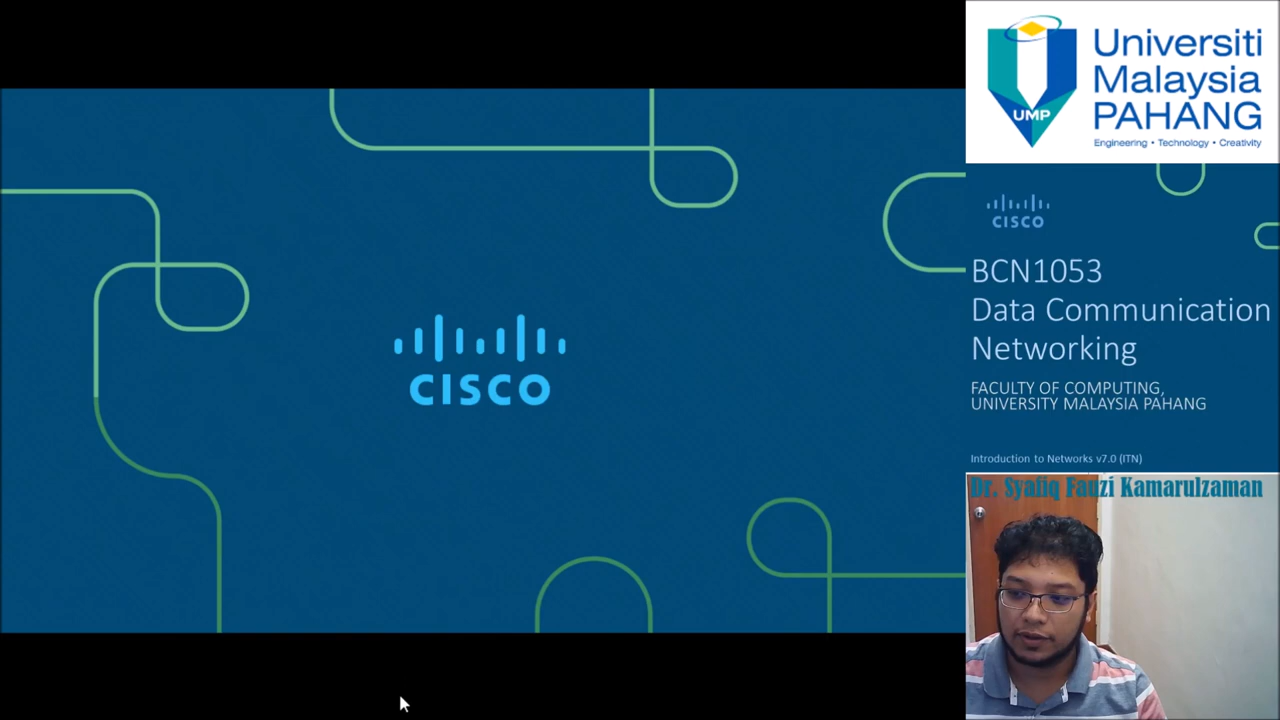 CISCO
UMP
Universiti
Malaysia
PAHANG
Engineering • Technology • Creativity
CISCO
BCN1053
Data Communication
Networking
FACULTY OF COMPUTING,
UNIVERSITY MALAYSIA PAHANG
Introduction to Networks v7.0 (ITN)
Dr. Syafiq Fauzi Kamarulzaman